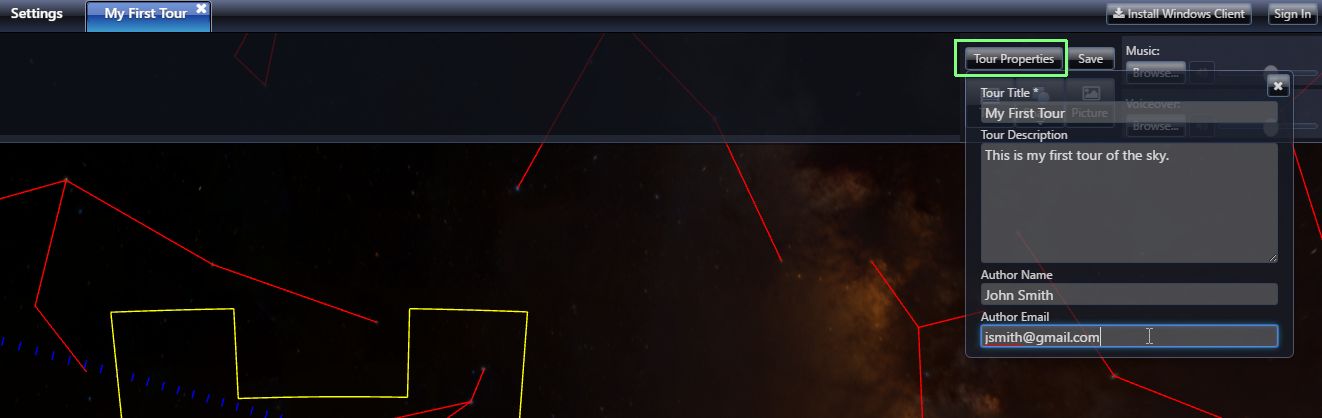 Settings
My First Tour
Install Windows Client
Sign In
Tour Properties
Save
Music:
Browse...
Tour Title *
My First Tour
Picture
Voiceover:
Browse...
Tour Description
This is my first tour of the sky.
Author Name
John Smith
Author Email
jsmith@gmail.com